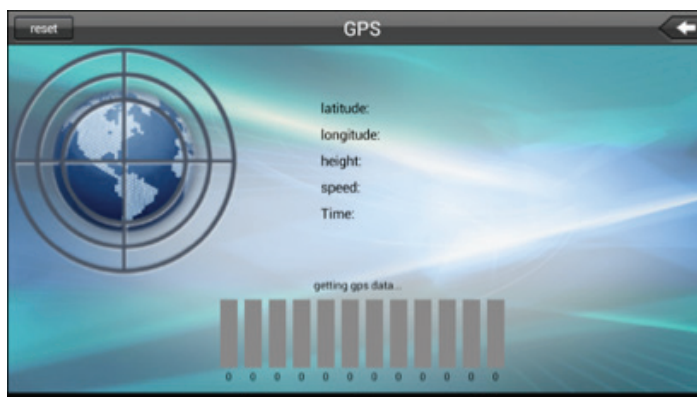 reset GPS
latitude:
longitude:
height:
speed:
Time:
getting gps data...
0 0 0 0 0 0 0 0 0 0 0 0